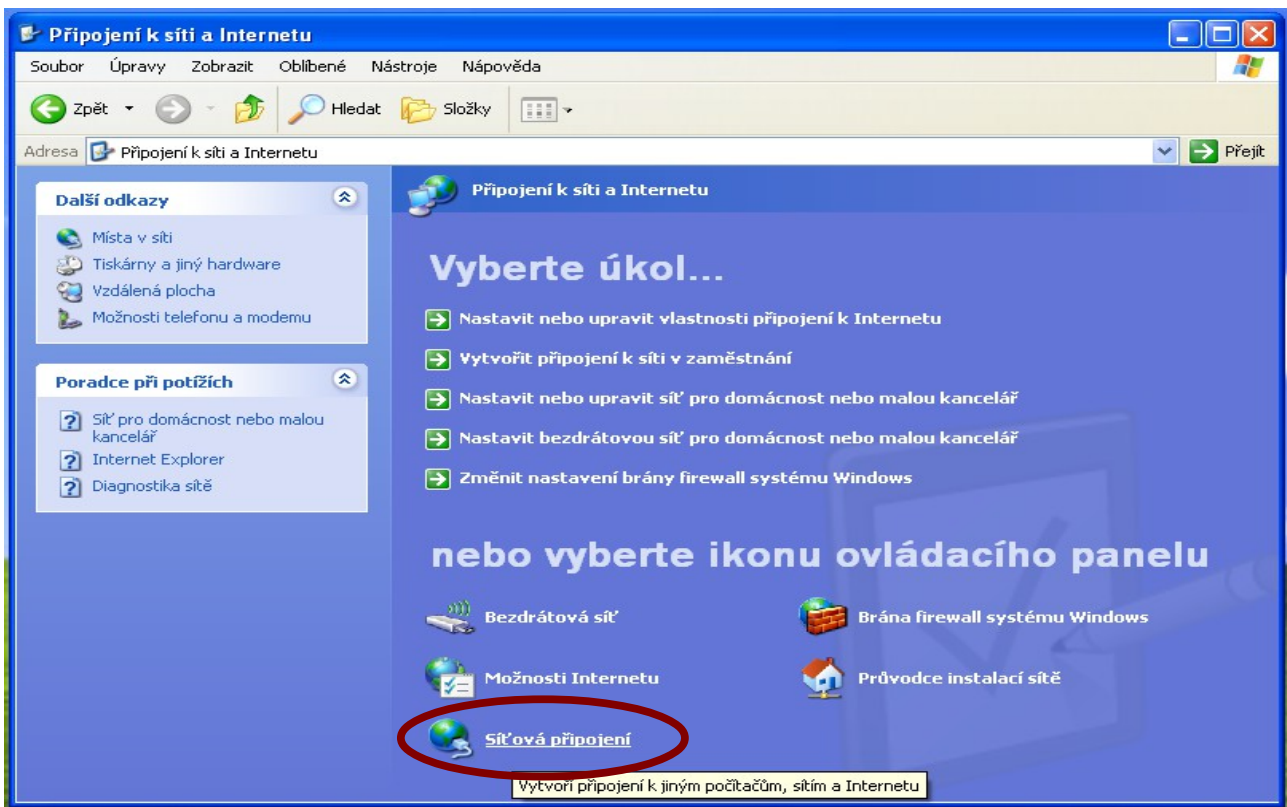 Připojení k síti a Internetu
Soubor Úpravy Zobrazit Oblíbené Nástroje Nápověda
Zpět Hledat Složky
Adresa Připojení k síti a Internetu Přejít
Další odkazy
Místa v síti
Tiskárny a jiný hardware
Vzdálená plocha
Možnosti telefonu a modemu
Poradce při potížích
Síť pro domácnost nebo malou
kancelář
Internet Explorer
Diagnostika sítě
Připojení k síti a Internetu
Vyberte úkol...
Nastavit nebo upravit vlastnosti připojení k Internetu
Vytvořit připojení k síti v zaměstnání
Nastavit nebo upravit síť pro domácnost nebo malou kancelář
Nastavit bezdrátovou síť pro domácnost nebo malou kancelář
Změnit nastavení brány firewall systému Windows
nebo vyberte ikonu ovládacího panelu
Bezdrátová síť Brána firewall systému Windows
Možnosti Internetu Průvodce instalací sítě
Síťová připojení
Vytvoří připojení k jiným počítačům, sítím a Internetu